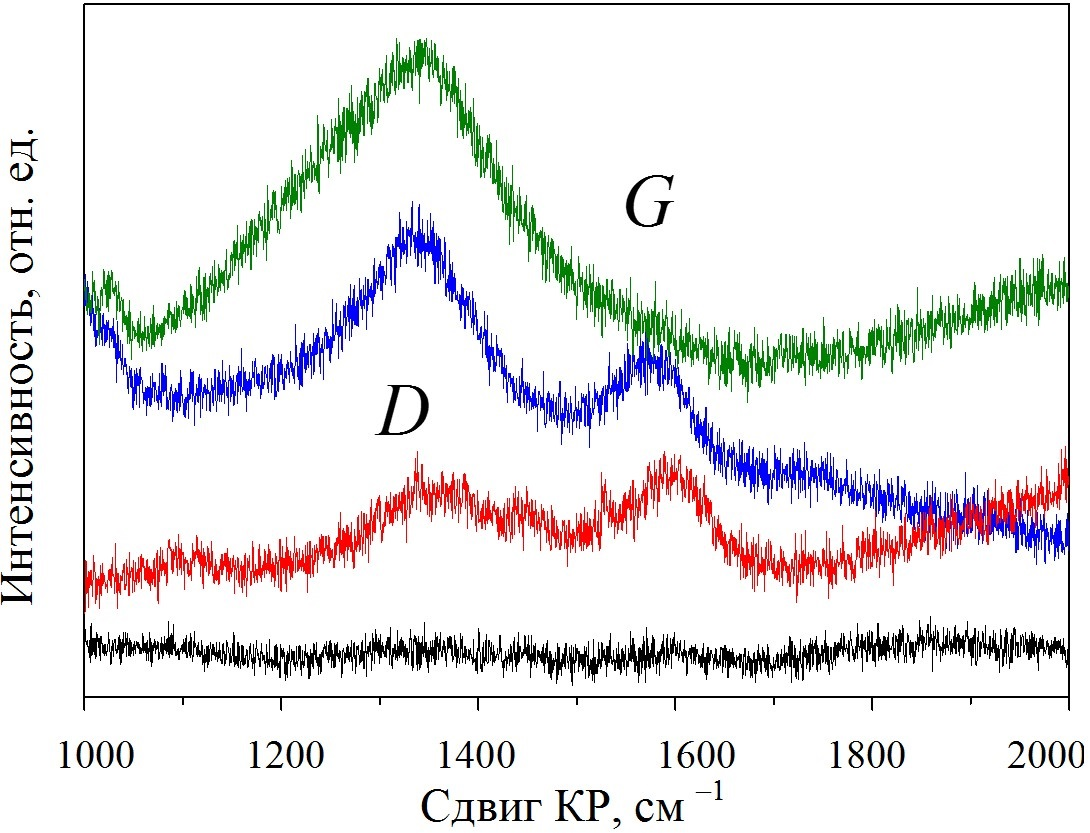 Интенсивность, отн. ед.
G
D
1000 1200 1400 1600 1800 2000
Сдвиг КР, см ⁻¹